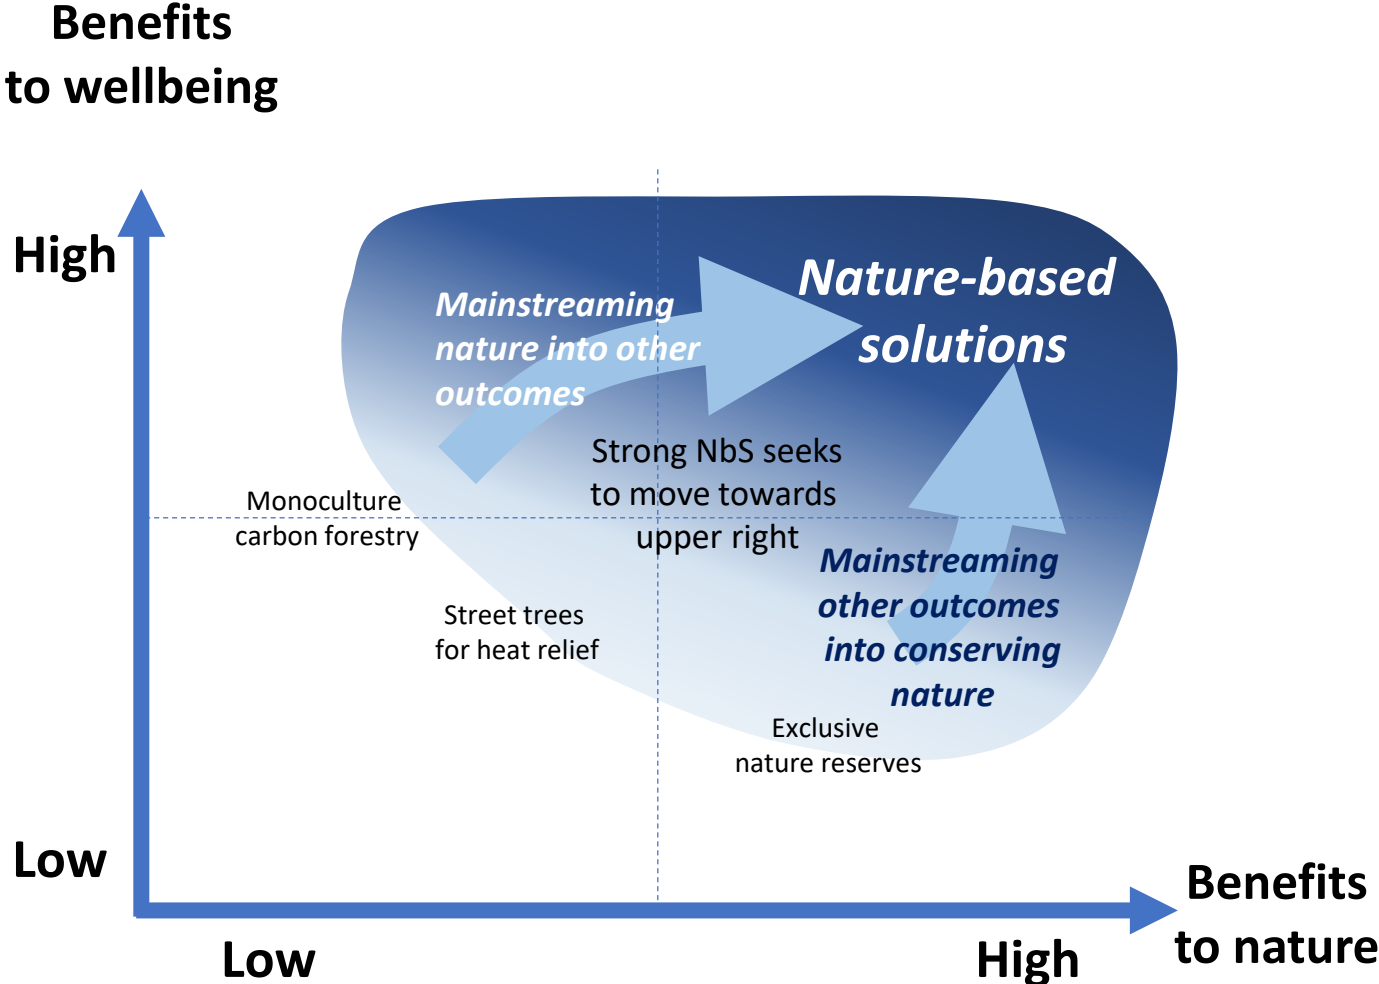 Benefits
to wellbeing
High
Mainstreaming
nature into other
outcomes
Nature-based
solutions
Strong NbS seeks
to move towards
upper right
Monoculture
carbon forestry
Mainstreaming
other outcomes
into conserving
nature
Street trees
for heat relief
Exclusive
nature reserves
Low
Low
High
Benefits
to nature